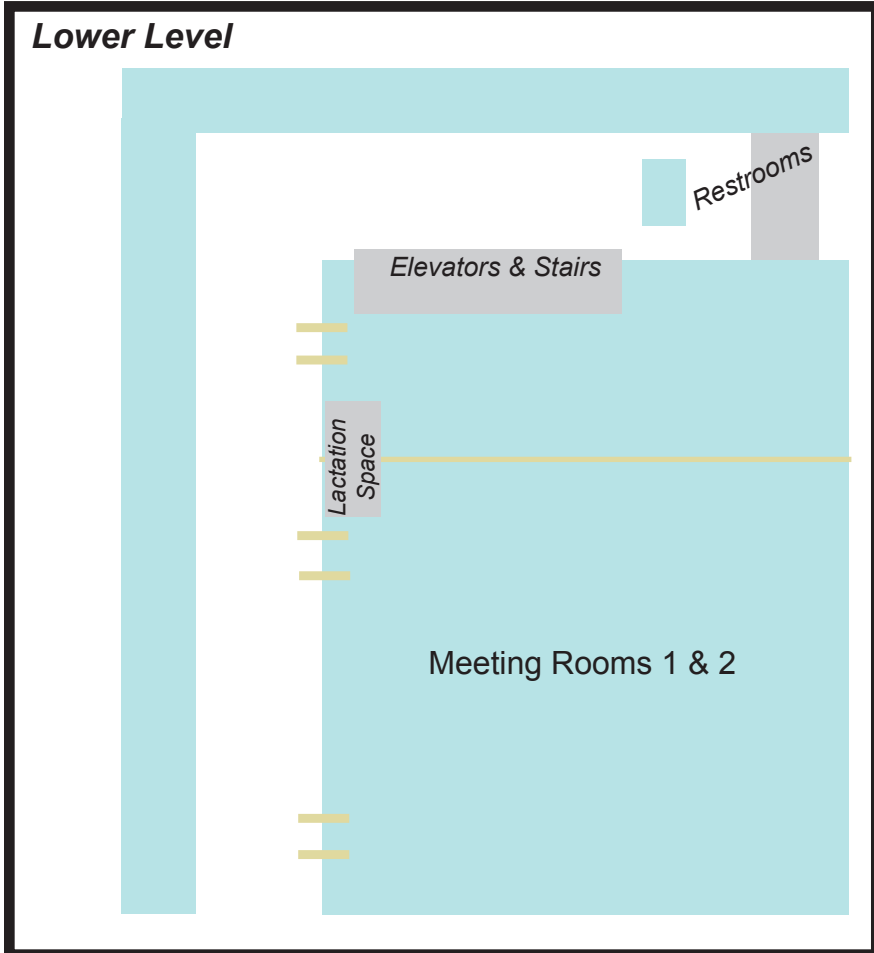 Lower Level
Restrooms
Elevators & Stairs
Lactation
Space
Meeting Rooms 1 & 2